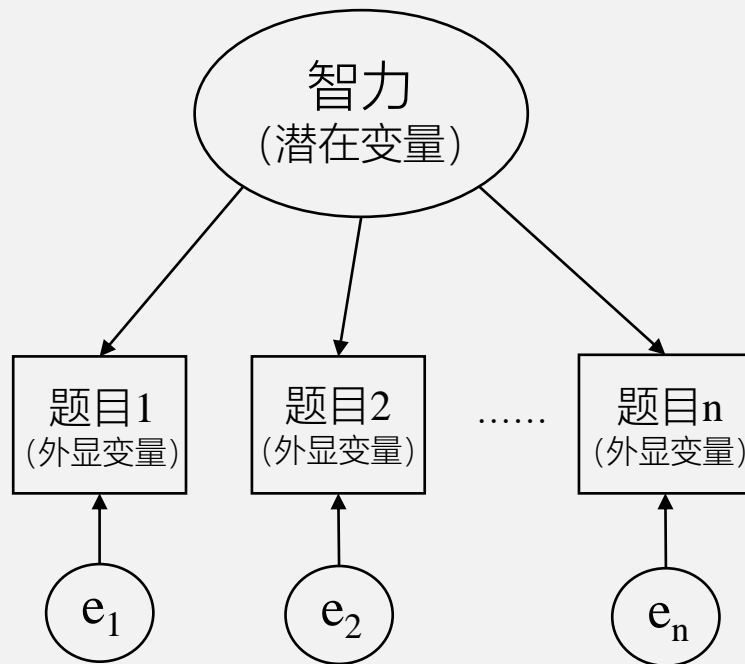 智力
（潜在变量）
题目1
（外显变量）
题目2
（外显变量）
……
题目n
（外显变量）
e₁
e₂
eₙ